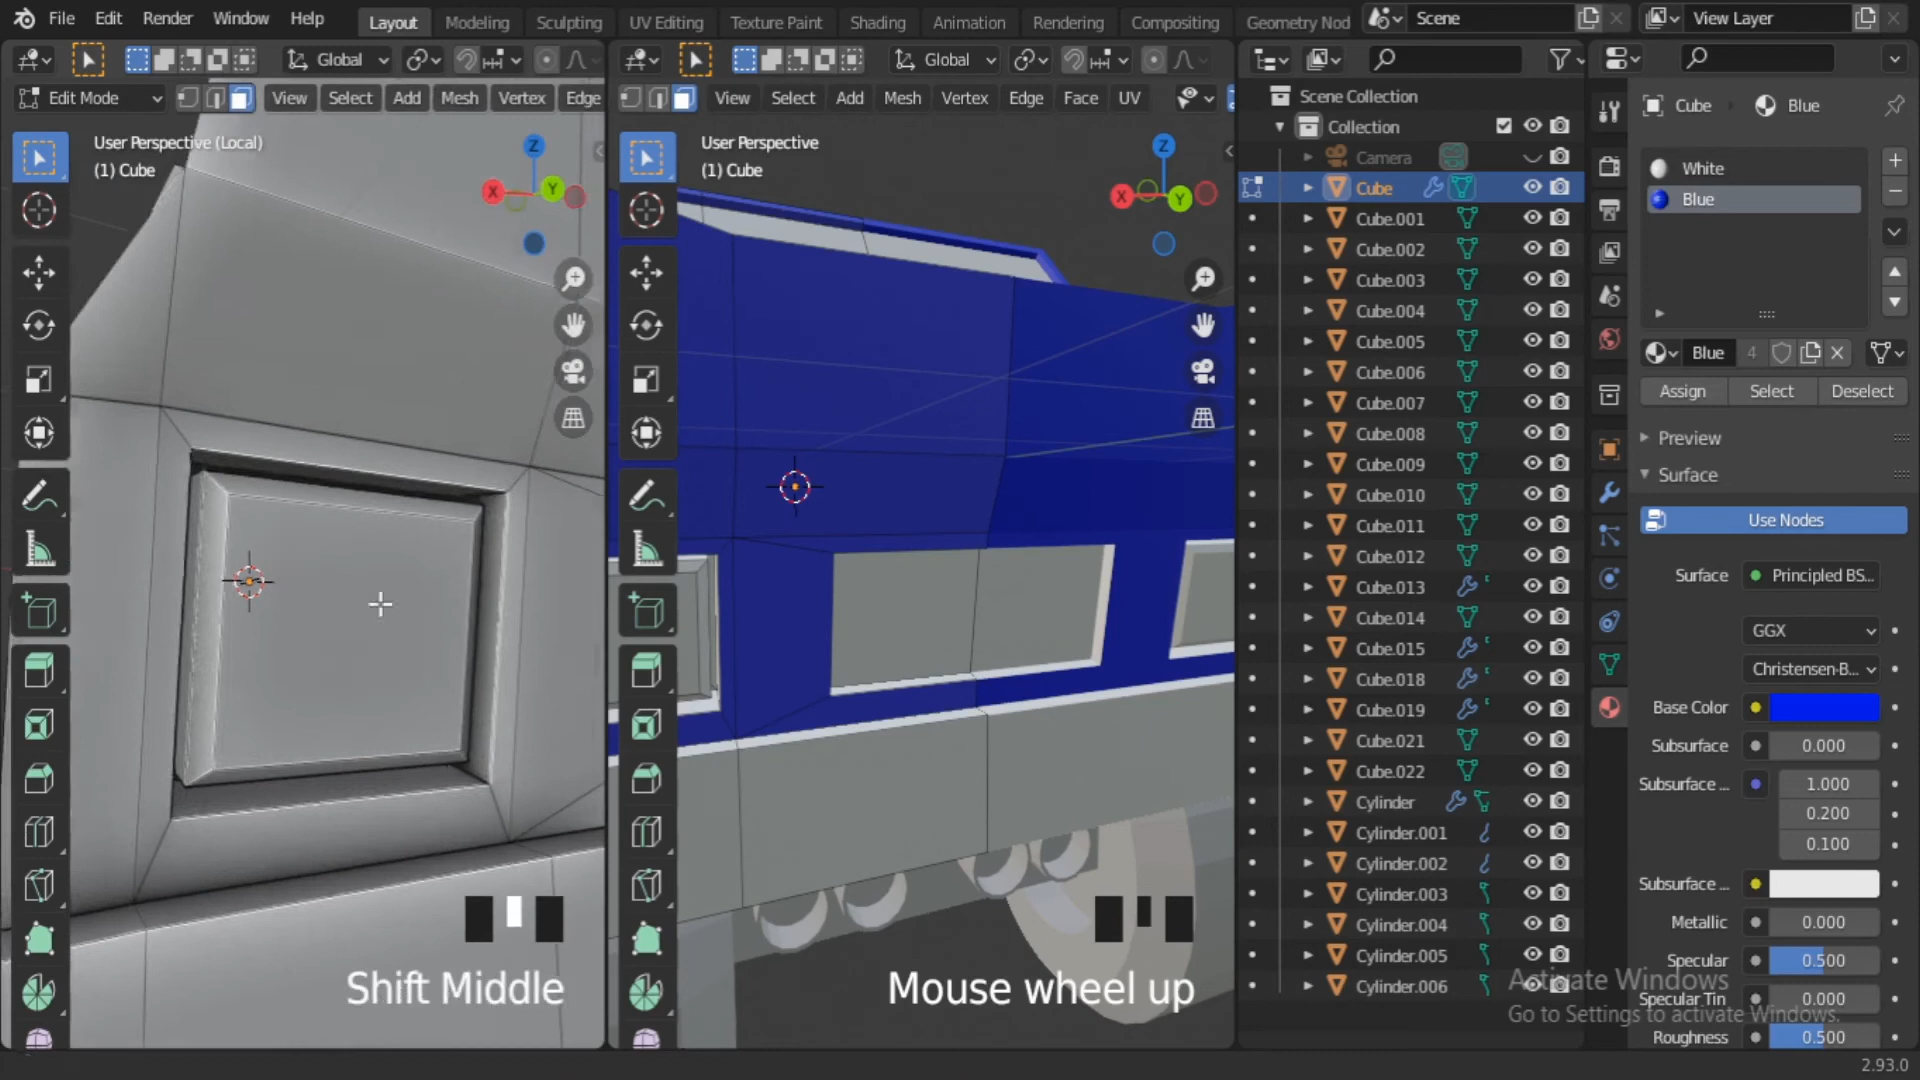 File Edit Render Window Help
Layout Modeling Sculpting UV Editing Texture Paint Shading Animation Rendering Compositing Geometry Nod
Scene
View Layer
Global
Global
Edit Mode View Select Add Mesh Vertex Edge
View Select Add Mesh Vertex Edge Face UV
User Perspective (Local)
(1) Cube
User Perspective
(1) Cube
X Y Z
X Y Z
Shift Middle
Mouse wheel up
Scene Collection
Collection
Camera
Cube
Cube.001
Cube.002
Cube.003
Cube.004
Cube.005
Cube.006
Cube.007
Cube.008
Cube.009
Cube.010
Cube.011
Cube.012
Cube.013
Cube.014
Cube.015
Cube.018
Cube.019
Cube.021
Cube.022
Cylinder
Cylinder.001
Cylinder.002
Cylinder.003
Cylinder.004
Cylinder.005
Cylinder.006
Cube Blue
White
Blue
Blue 4
Assign Select Deselect
Preview
Surface
Use Nodes
Surface Principled BS...
GGX
Christensen-B...
Base Color
Subsurface 0.000
Subsurface ... 1.000
0.200
0.100
Subsurface ...
Metallic 0.000
Specular 0.500
Specular Tin 0.000
Roughness 0.500
Activate Windows
Go to Settings to activate Windows.
2.93.0